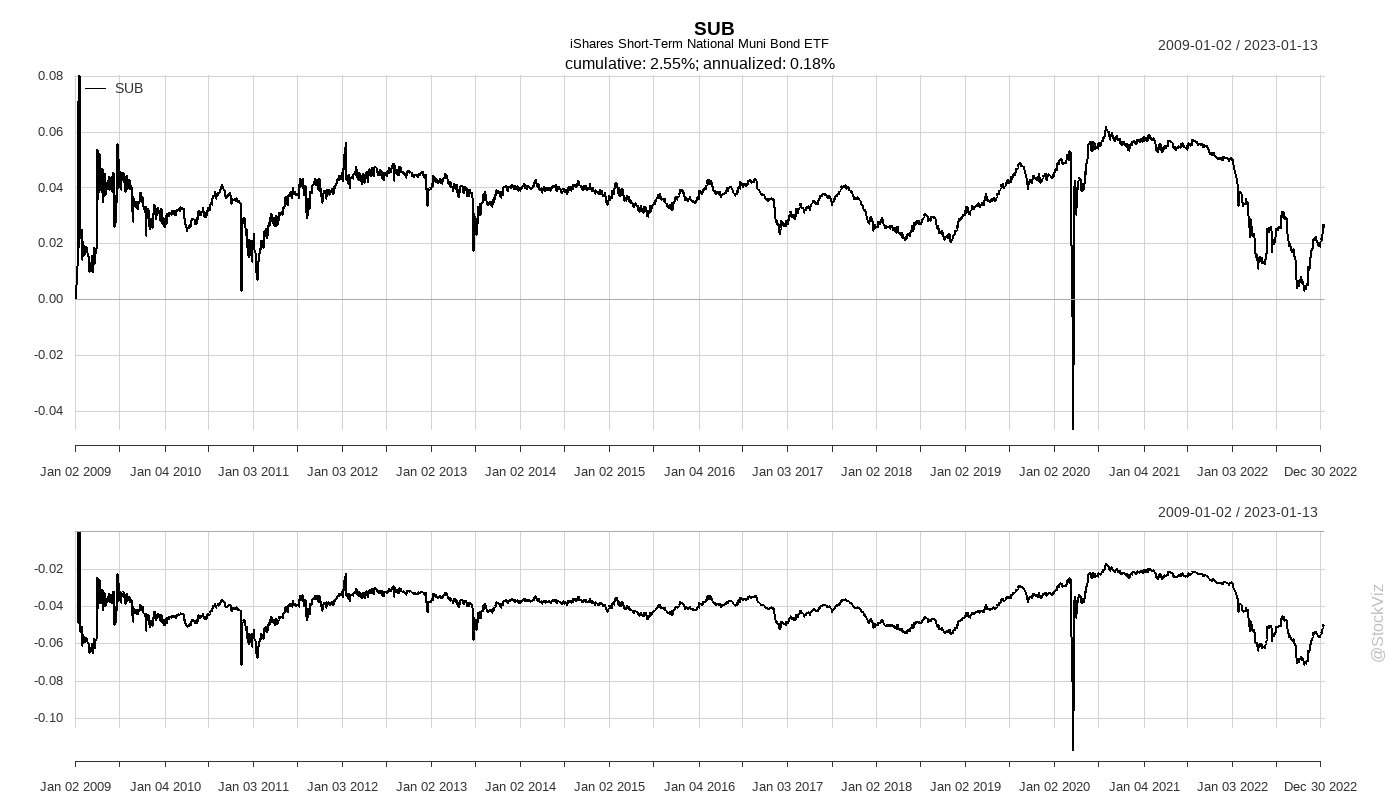 SUB
iShares Short-Term National Muni Bond ETF
cumulative: 2.55%; annualized: 0.18%
2009-01-02 / 2023-01-13
SUB
0.08
0.06
0.04
0.02
0.00
-0.02
-0.04
Jan 02 2009 Jan 04 2010 Jan 03 2011 Jan 03 2012 Jan 02 2013 Jan 02 2014 Jan 02 2015 Jan 04 2016 Jan 03 2017 Jan 02 2018 Jan 02 2019 Jan 02 2020 Jan 04 2021 Jan 03 2022 Dec 30 2022
2009-01-02 / 2023-01-13
-0.02
-0.04
-0.06
-0.08
-0.10
Jan 02 2009 Jan 04 2010 Jan 03 2011 Jan 03 2012 Jan 02 2013 Jan 02 2014 Jan 02 2015 Jan 04 2016 Jan 03 2017 Jan 02 2018 Jan 02 2019 Jan 02 2020 Jan 04 2021 Jan 03 2022 Dec 30 2022
@StockViz